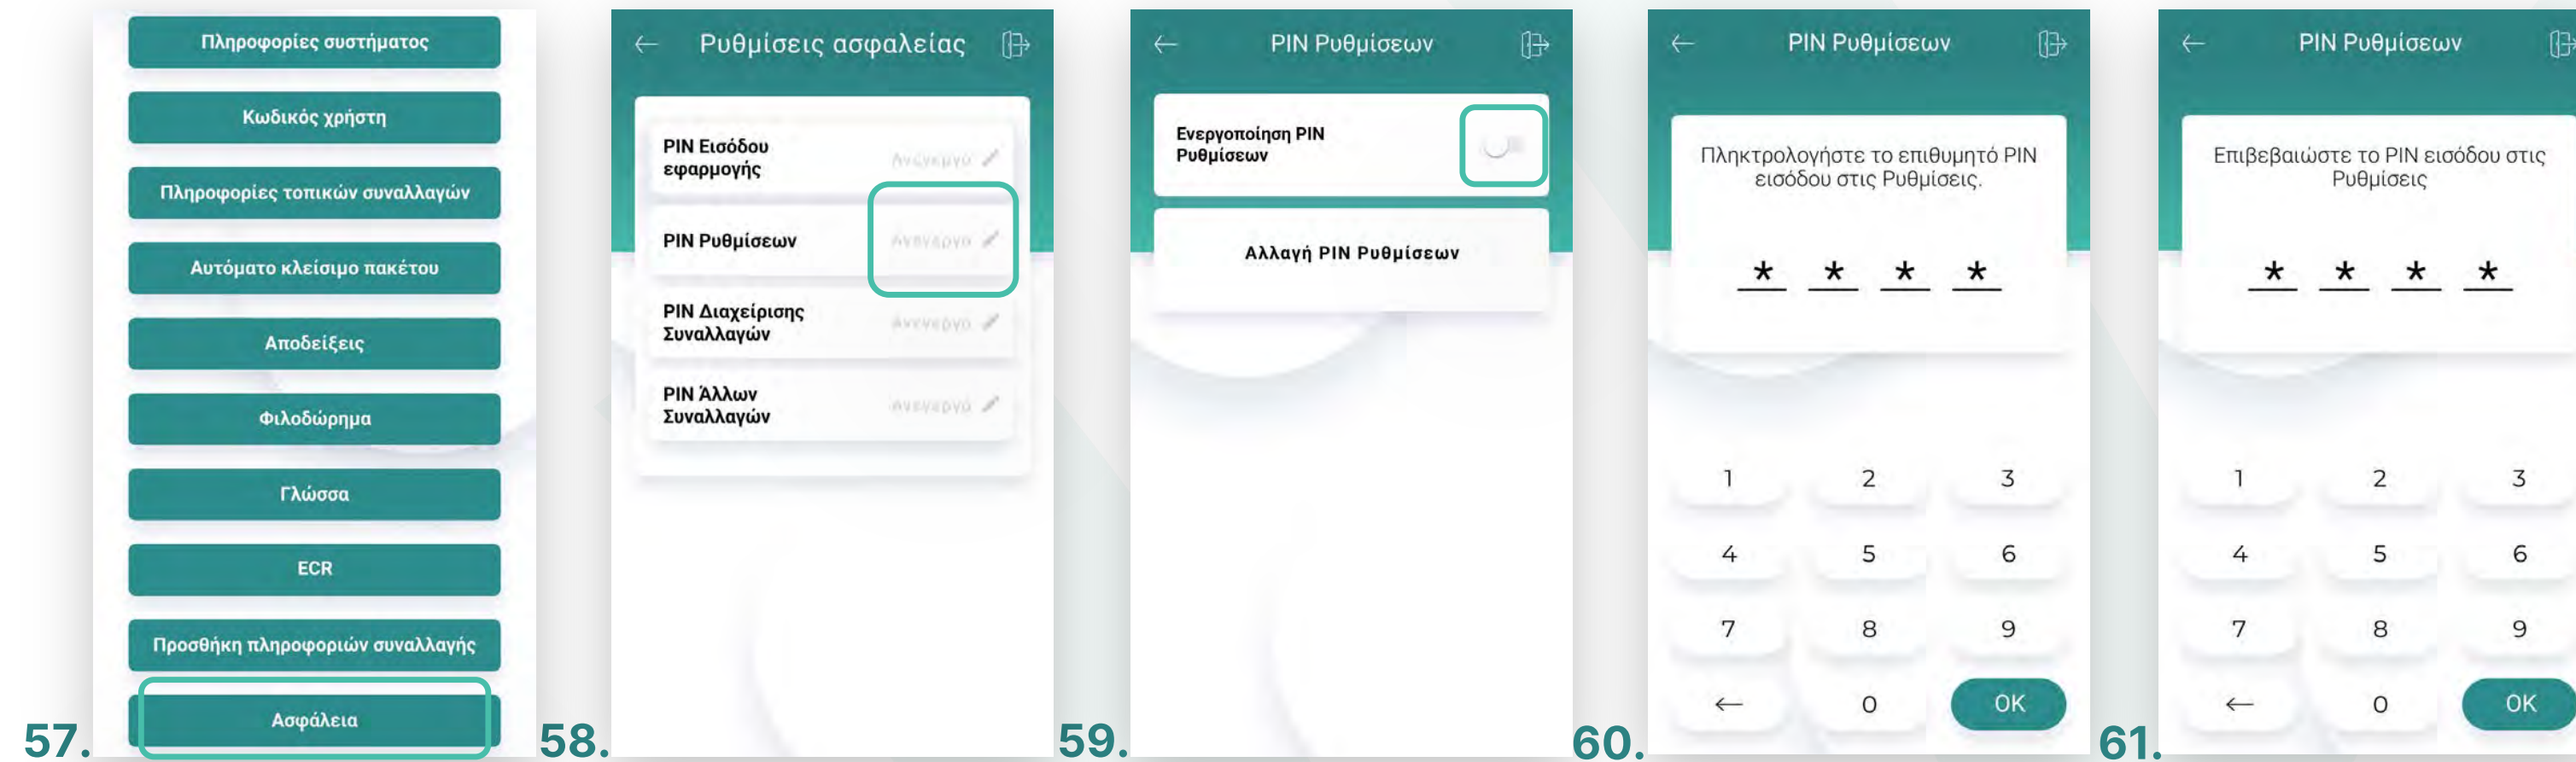 Πληροφορίες συστήματος
Κωδικός χρήστη
Πληροφορίες τοπικών συναλλαγών
Αυτόματο κλείσιμο πακέτου
Αποδείξεις
Φιλοδώρημα
Γλώσσα
ECR
Προσθήκη πληροφοριών συναλλαγής
Ασφάλεια
57.
Ρυθμίσεις ασφαλείας
PIN Εισόδου
εφαρμογής
PIN Ρυθμίσεων
PIN Διαχείρισης
Συναλλαγών
PIN Άλλων
Συναλλαγών
58.
PIN Ρυθμίσεων
Ενεργοποίηση PIN
Ρυθμίσεων
Αλλαγή PIN Ρυθμίσεων
59.
PIN Ρυθμίσεων
Πληκτρολογήστε το επιθυμητό PIN
εισόδου στις Ρυθμίσεις.
* * * *
1 2 3
4 5 6
7 8 9
← 0 OK
60.
PIN Ρυθμίσεων
Επιβεβαιώστε το PIN εισόδου στις
Ρυθμίσεις
* * * *
1 2 3
4 5 6
7 8 9
← 0 OK
61.